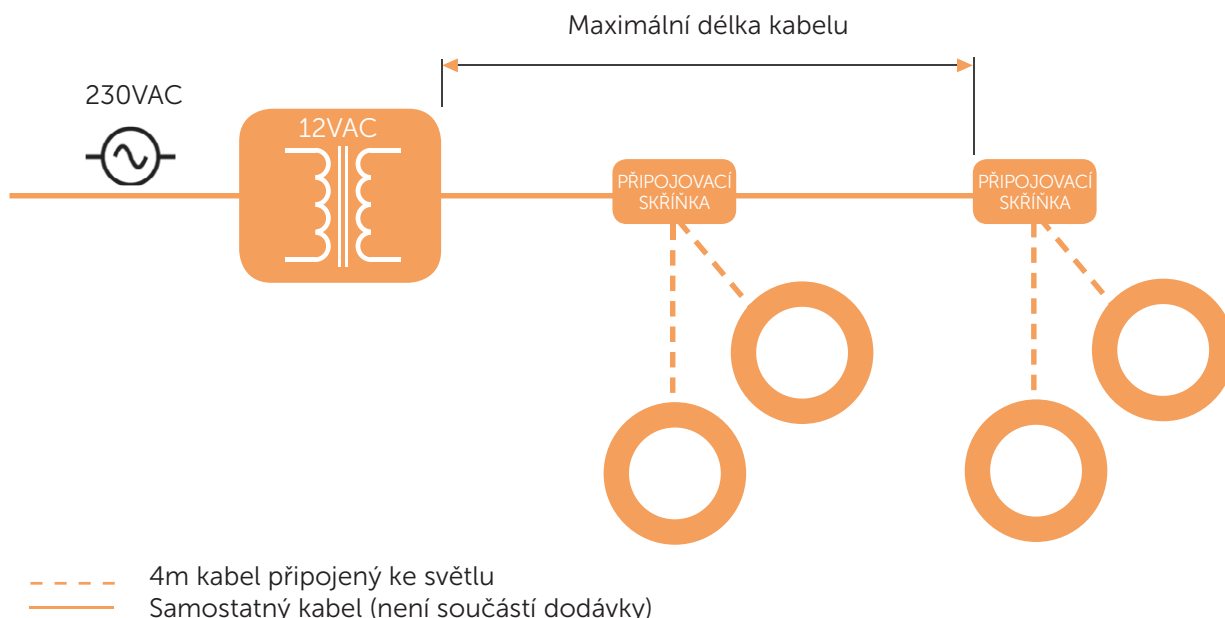 Maximální délka kabelu
230VAC
12VAC
PŘIPOJOVACÍ
SKŘÍŇKA
PŘIPOJOVACÍ
SKŘÍŇKA
4m kabel připojený ke světlu
Samostatný kabel (není součástí dodávky)